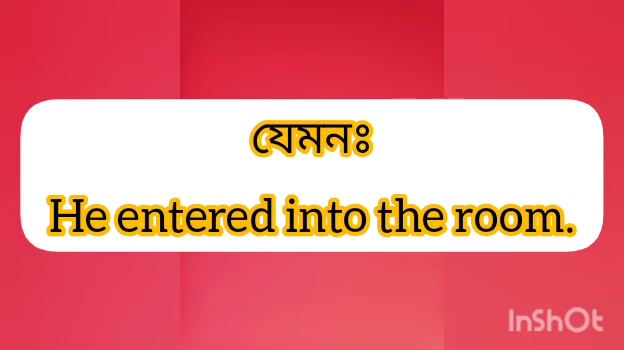 যেমনঃ
He entered into the room.
InShOt